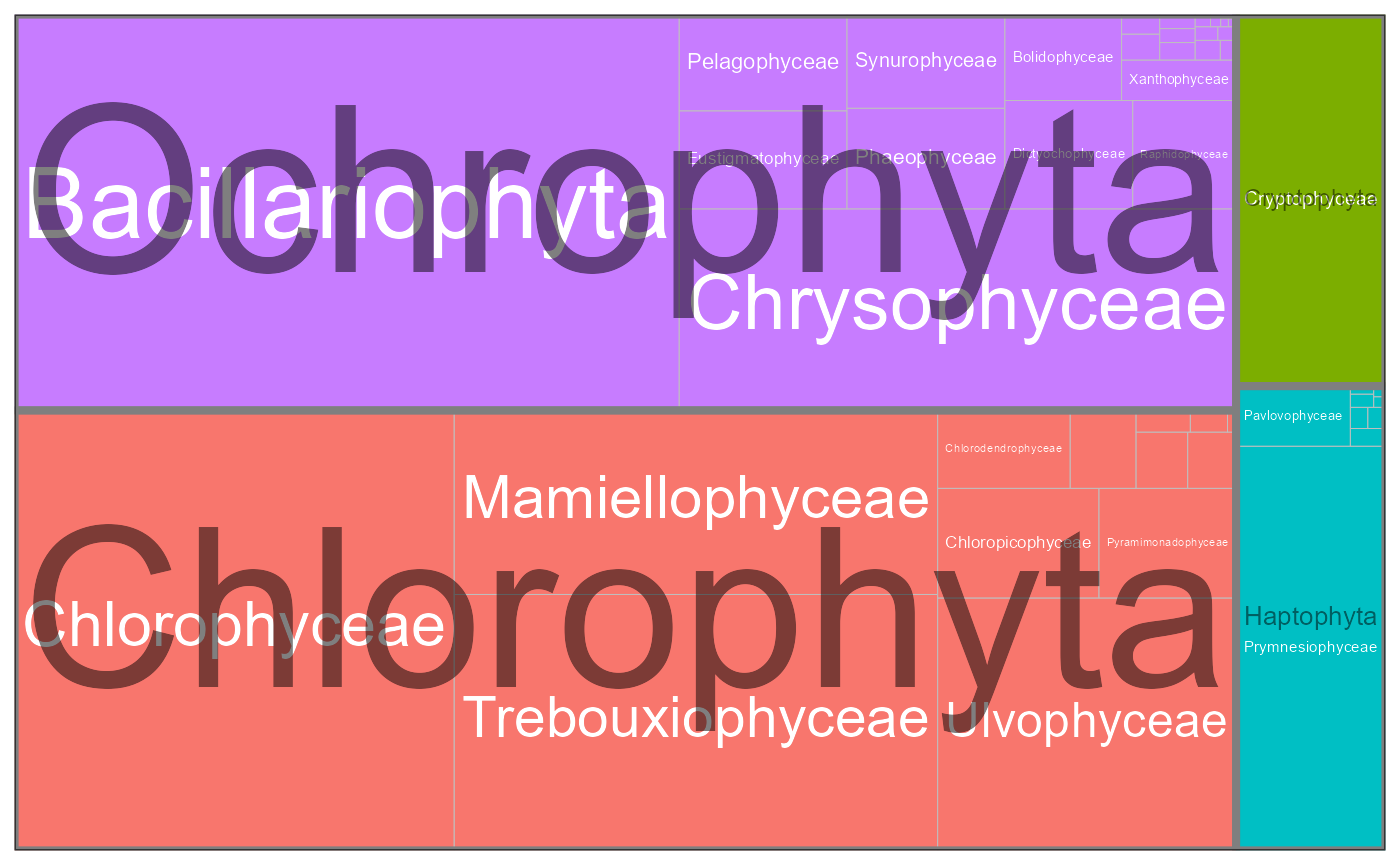 Ochrophyta
Bacillariophyta
Pelagophyceae
Synurophyceae
Bolidophyceae
Xanthophyceae
Eustigmatophyceae
Phaeophyceae
Dictyochophyceae
Raphidophyceae
Chrysophyceae
Cryptophyta
Cryptophyceae
Chlorophyta
Chlorophyceae
Mamiellophyceae
Trebouxiophyceae
Chlorodendrophyceae
Chloropicophyceae
Pyramimonadophyceae
Ulvophyceae
Pavlovophyceae
Haptophyta
Prymnesiophyceae